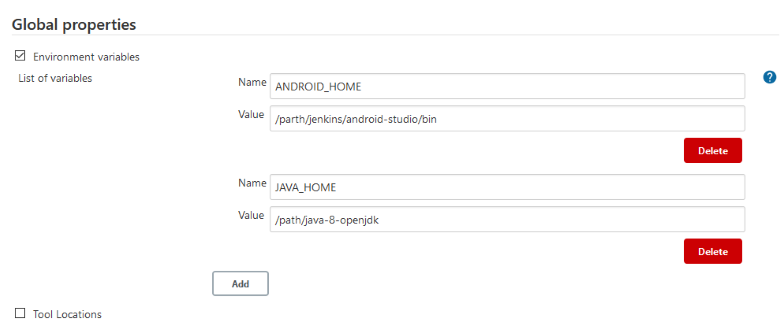 Global properties
Environment variables
List of variables
Name ANDROID_HOME
?
Value /parth/jenkins/android-studio/bin
Delete
Name JAVA_HOME
Value /path/java-8-openjdk
Delete
Add
Tool Locations